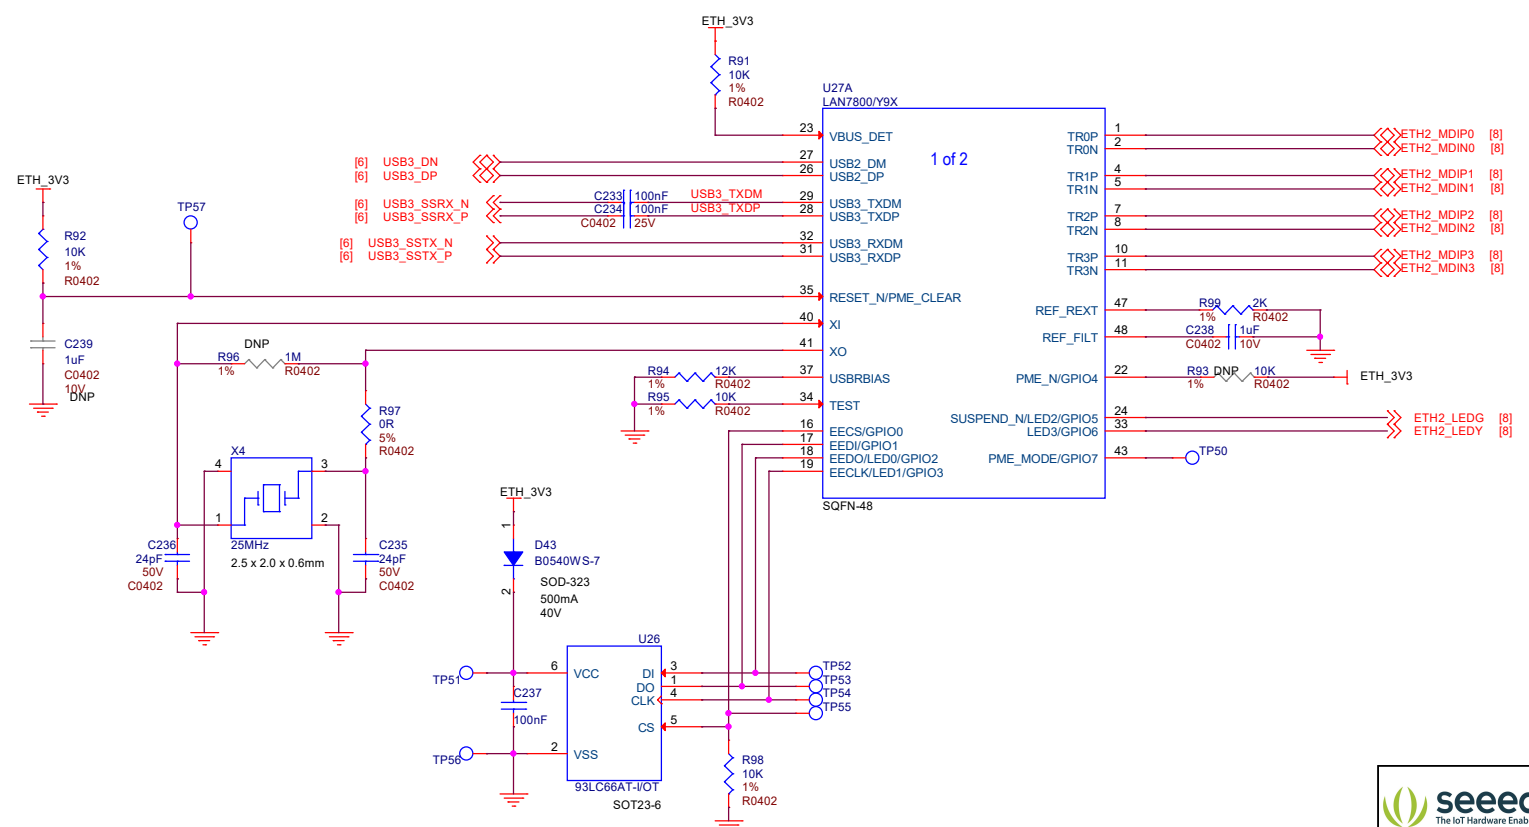 ETH_3V3
R91
10K
1%
R0402
U27A
LAN7800/Y9X
1 of 2
23 VBUS_DET
[6] USB3_DN 27 USB2_DM
[6] USB3_DP 26 USB2_DP
[6] USB3_SSRX_N C233 100nF USB3_TXDM 29 USB3_TXDM
[6] USB3_SSRX_P C234 100nF USB3_TXDP 28 USB3_TXDP
C0402 25V
[6] USB3_SSTX_N 32 USB3_RXDM
[6] USB3_SSTX_P 31 USB3_RXDP
35 RESET_N/PME_CLEAR
40 XI
41 XO
37 USBRBIAS
34 TEST
16 EECS/GPIO0
17 EEDI/GPIO1
18 EEDO/LED0/GPIO2
19 EECLK/LED1/GPIO3
SQFN-48
TR0P 1 ETH2_MDIP0 [8]
TR0N 2 ETH2_MDIN0 [8]
TR1P 4 ETH2_MDIP1 [8]
TR1N 5 ETH2_MDIN1 [8]
TR2P 7 ETH2_MDIP2 [8]
TR2N 8 ETH2_MDIN2 [8]
TR3P 10 ETH2_MDIP3 [8]
TR3N 11 ETH2_MDIN3 [8]
REF_REXT 47 R99 2K
1% R0402
REF_FILT 48 C238 1uF
C0402 10V
PME_N/GPIO4 22 R93 DNP 10K ETH_3V3
1% R0402
SUSPEND_N/LED2/GPIO5 24 ETH2_LEDG [8]
LED3/GPIO6 33 ETH2_LEDY [8]
PME_MODE/GPIO7 43 TP50
ETH_3V3
TP57
R92
10K
1%
R0402
C239
1uF
C0402
10V
DNP
DNP
R96 1M
1% R0402
R97
0R
5%
R0402
R94 12K
1% R0402
R95 10K
1% R0402
X4
4 3
1 2
25MHz
2.5 x 2.0 x 0.6mm
C236
24pF
50V
C0402
C235
24pF
50V
C0402
ETH_3V3
1
D43
B0540WS-7
2
SOD-323
500mA
40V
U26
TP51 6 VCC
C237
100nF
TP56 2 VSS
DI 3 TP52
DO 1 TP53
CLK 4 TP54
TP55
CS 5
93LC66AT-I/OT
SOT23-6
R98
10K
1%
R0402
seeed
The IoT Hardware Enab